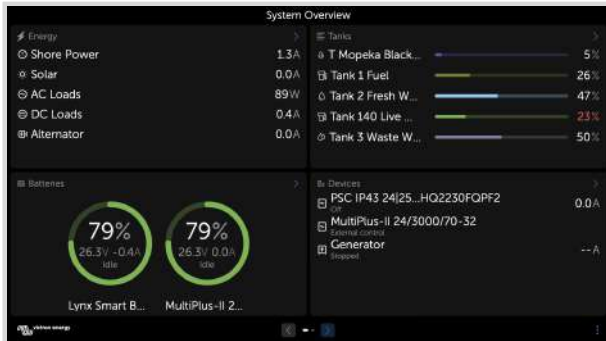 System Overview
Energy
Shore Power 1.3A
Solar 0.0A
AC Loads 89W
DC Loads 0.4A
Alternator 0.0A
Tanks
T Mopeka Black... 5%
Tank 1 Fuel 26%
Tank 2 Fresh W... 47%
Tank 140 Live ... 23%
Tank 3 Waste W... 50%
Batteries
79% 79%
26.3V -0.4A 26.3V 0.0A
Idle Idle
Lynx Smart B... MultiPlus-II 2...
Devices
PSC IP43 24|25...HQ2230FQPF2 0.0A
Off
MultiPlus-II 24/3000/70-32
External control
Generator --A
Stopped
victron energy